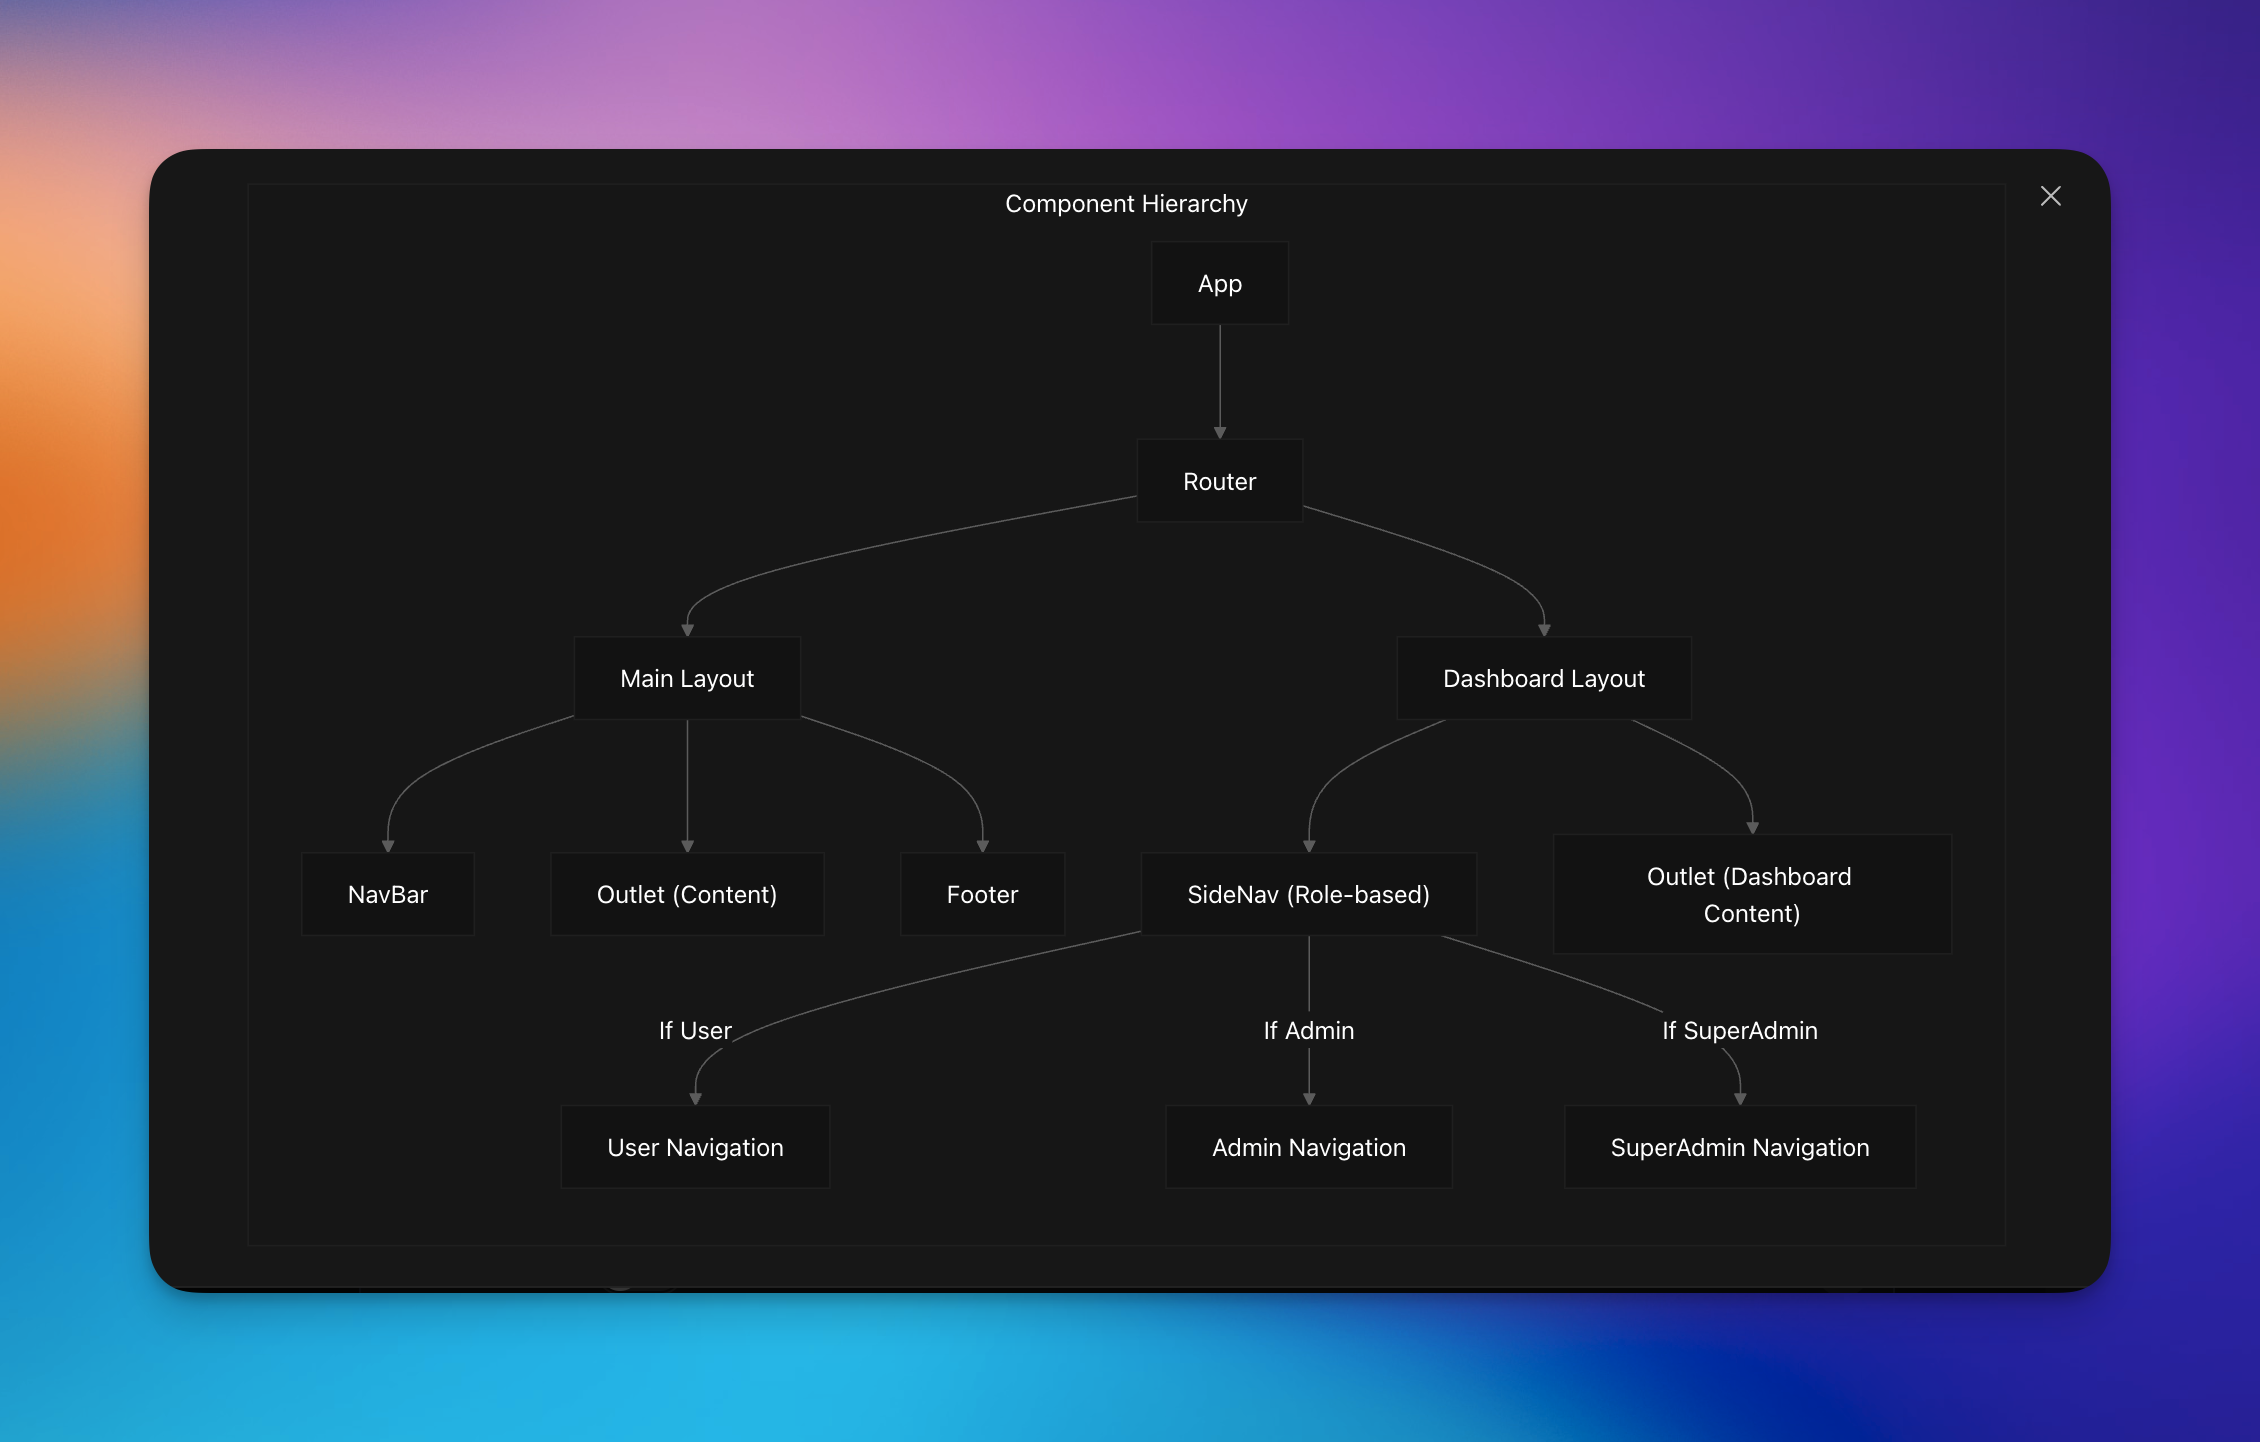 Component Hierarchy
App
Router
Main Layout
Dashboard Layout
NavBar
Outlet (Content)
Footer
SideNav (Role-based)
Outlet (Dashboard
Content)
If User
If Admin
If SuperAdmin
User Navigation
Admin Navigation
SuperAdmin Navigation